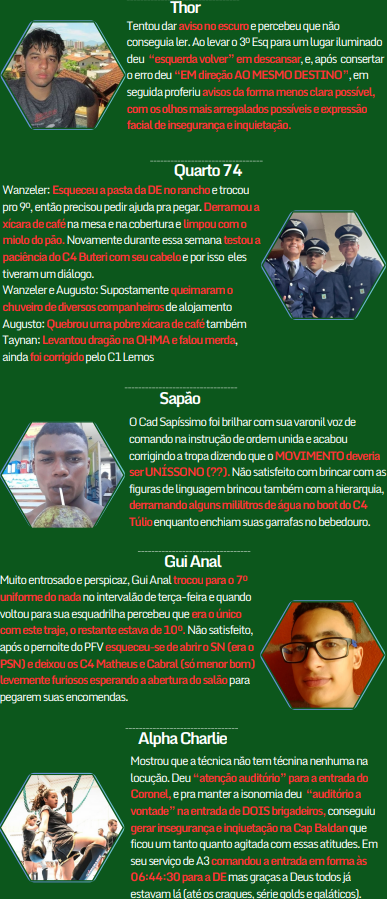 Thor
Tentou dar aviso no escuro e percebeu que não
conseguia ler. Ao levar o 3º Esq para um lugar iluminado
deu "esquerda volver" em descansar, e, após consertar
o erro deu "EM direção AO MESMO DESTINO", em
seguida proferiu avisos da forma menos clara possível,
com os olhos mais arregalados possíveis e expressão
facial de insegurança e inquietação.
Quarto 74
Wanzeler: Esqueceu a pasta da DE no rancho e trocou
pro 9º, então precisou pedir ajuda pra pegar. Derramou a
xícara de café na mesa e na cobertura e limpou com o
miolo do pão. Novamente durante essa semana testou a
paciência do C4 Buteri com seu cabelo e por isso eles
tiveram um diálogo.
Wanzeler e Augusto: Supostamente queimaram o
chuveiro de diversos companheiros de alojamento
Augusto: Quebrou uma pobre xícara de café também
Taynan: Levantou dragão na OHMA e falou merda,
ainda foi corrigido pelo C1 Lemos
Sapão
O Cad Sapíssimo foi brilhar com sua varonil voz de
comando na instrução de ordem unida e acabou
corrigindo a tropa dizendo que o MOVIMENTO deveria
ser UNÍSSONO (??). Não satisfeito com brincar com as
figuras de linguagem brincou também com a hierarquia,
derramando alguns mililitros de água no boot do C4
Túlio enquanto enchiam suas garrafas no bebedouro.
Gui Anal
Muito entrosado e perspicaz, Gui Anal trocou para o 7º
uniforme do nada no intervalão de terça-feira e quando
voltou para sua esquadrilha percebeu que era o único
com este traje, o restante estava de 10º. Não satisfeito,
após o pernoite do PFV esqueceu-se de abrir o SN (era o
PSN) e deixou os C4 Matheus e Cabral (só menor bom)
levemente furiosos esperando a abertura do salão para
pegarem suas encomendas.
Alpha Charlie
Mostrou que a técnica não tem técnina nenhuma na
locução. Deu "atenção auditório" para a entrada do
Coronel, e pra manter a isonomia deu "auditório a
vontade" na entrada de DOIS brigadeiros, conseguiu
gerar insegurança e inqiuetação na Cap Baldan que
ficou um tanto quanto agitada com essas atitudes. Em
seu serviço de A3 comandou a entrada em forma às
06:44:30 para a DE mas graças a Deus todos já
estavam lá (até os craques, série golds e galáticos).